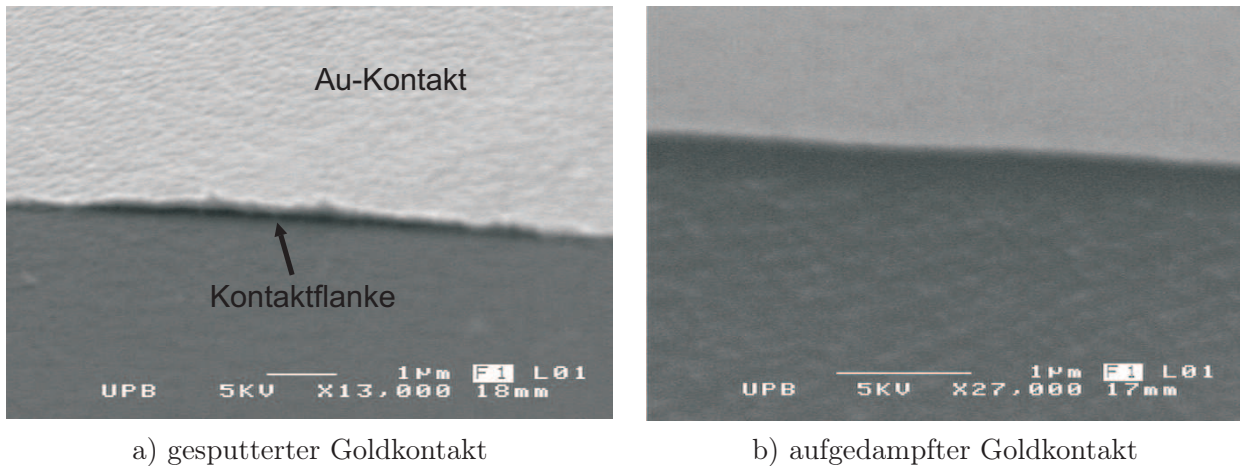 Au-Kontakt
Kontaktflanke
1µm F1 L01
UPB 5KV X13,000 18mm
1µm F1 L01
UPB 5KV X27,000 17mm
a) gesputterter Goldkontakt
b) aufgedampfter Goldkontakt